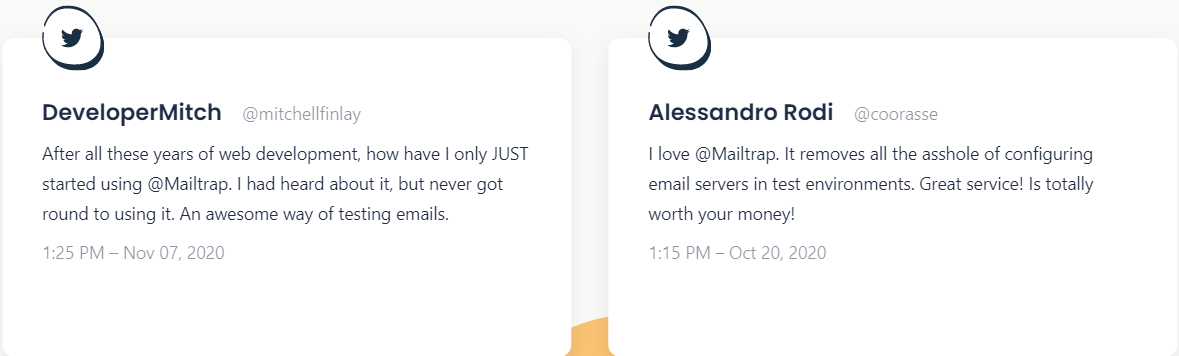 DeveloperMitch @mitchellfinlay
After all these years of web development, how have I only JUST
started using @Mailtrap. I had heard about it, but never got
round to using it. An awesome way of testing emails.
1:25 PM – Nov 07, 2020
Alessandro Rodi @coorasse
I love @Mailtrap. It removes all the asshole of configuring
email servers in test environments. Great service! Is totally
worth your money!
1:15 PM – Oct 20, 2020